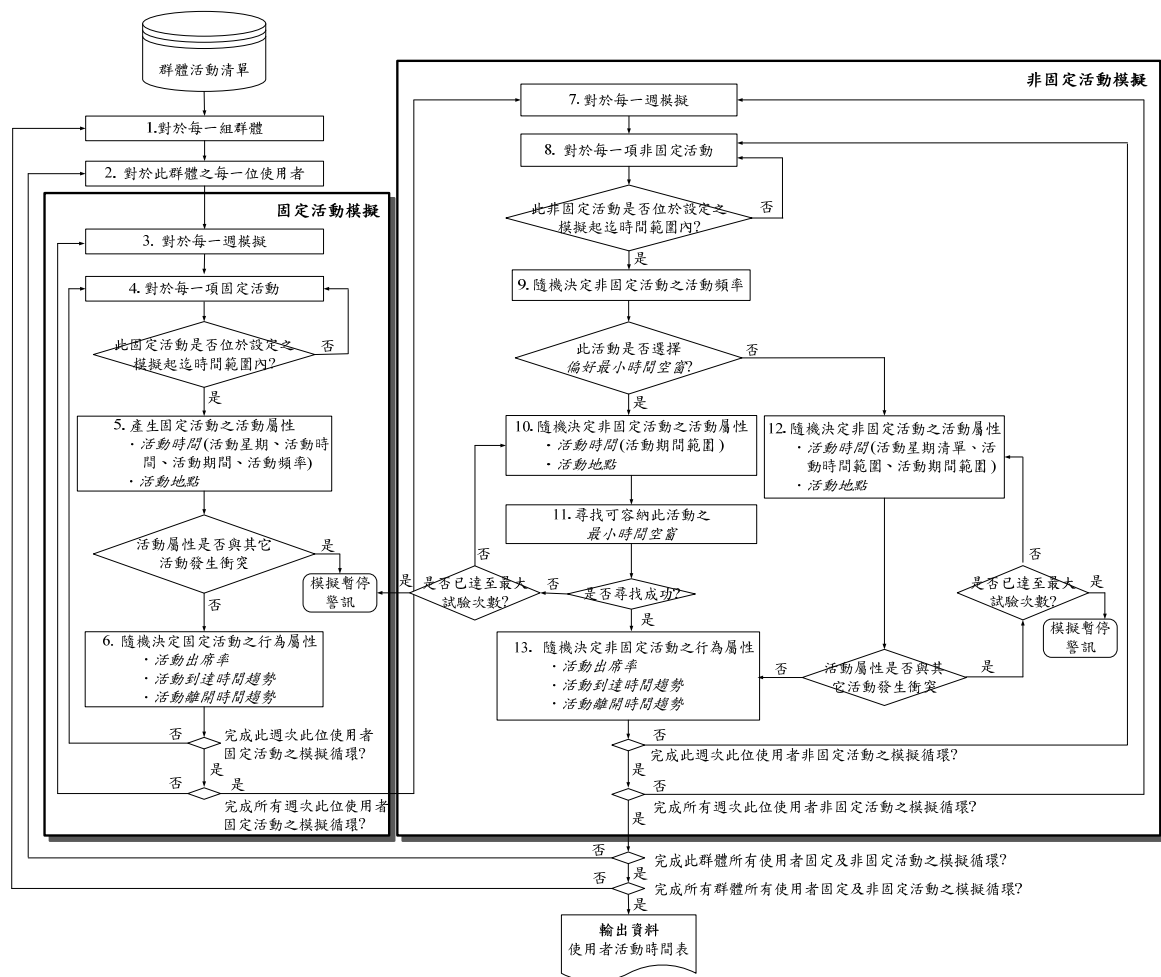 群體活動清單
1.對於每一組群體
2. 對於此群體之每一位使用者
固定活動模擬
3. 對於每一週模擬
4.對於每一項固定活動
此固定活動是否位於設定之
模擬起迄時間範圍內?
否
是
5. 產生固定活動之活動屬性
・活動時間(活動星期、活動時
間、活動期間、活動頻率)
・活動地點
活動屬性是否與其它
活動發生衝突
是
模擬暫停
警訊
否
6. 隨機決定固定活動之行為屬性
・活動出席率
・活動到達時間趨勢
・活動離開時間趨勢
否
完成此週次此位使用者
固定活動之模擬循環?
是
否
是
完成所有週次此位使用者
固定活動之模擬循環?
非固定活動模擬
7. 對於每一週模擬
8. 對於每一項非固定活動
此非固定活動是否位於設定之
模擬起迄時間範圍內?
否
是
9.隨機決定非固定活動之活動頻率
此活動是否選擇
偏好最小時間空窗?
否
是
10.隨機決定非固定活動之活動屬性
・活動時間(活動期間範圍)
・活動地點
11.尋找可容納此活動之
最小時間空窗
否
是
是否已達至最大
試驗次數?
否
是否尋找成功?
是
12.隨機決定非固定活動之活動屬性
・活動時間(活動星期清單、活
動時間範圍、活動期間範圍)
・活動地點
否
是否已達至最大
試驗次數?
是
模擬暫停
警訊
13. 隨機決定非固定活動之行為屬性
・活動出席率
・活動到達時間趨勢
・活動離開時間趨勢
否
活動屬性是否與其
它活動發生衝突
是
否
完成此週次此位使用者非固定活動之模擬循環?
是
否
完成所有週次此位使用者非固定活動之模擬循環?
是
否
完成此群體所有使用者固定及非固定活動之模擬循環?
是
否
完成所有群體所有使用者固定及非固定活動之模擬循環?
是
輸出資料
使用者活動時間表